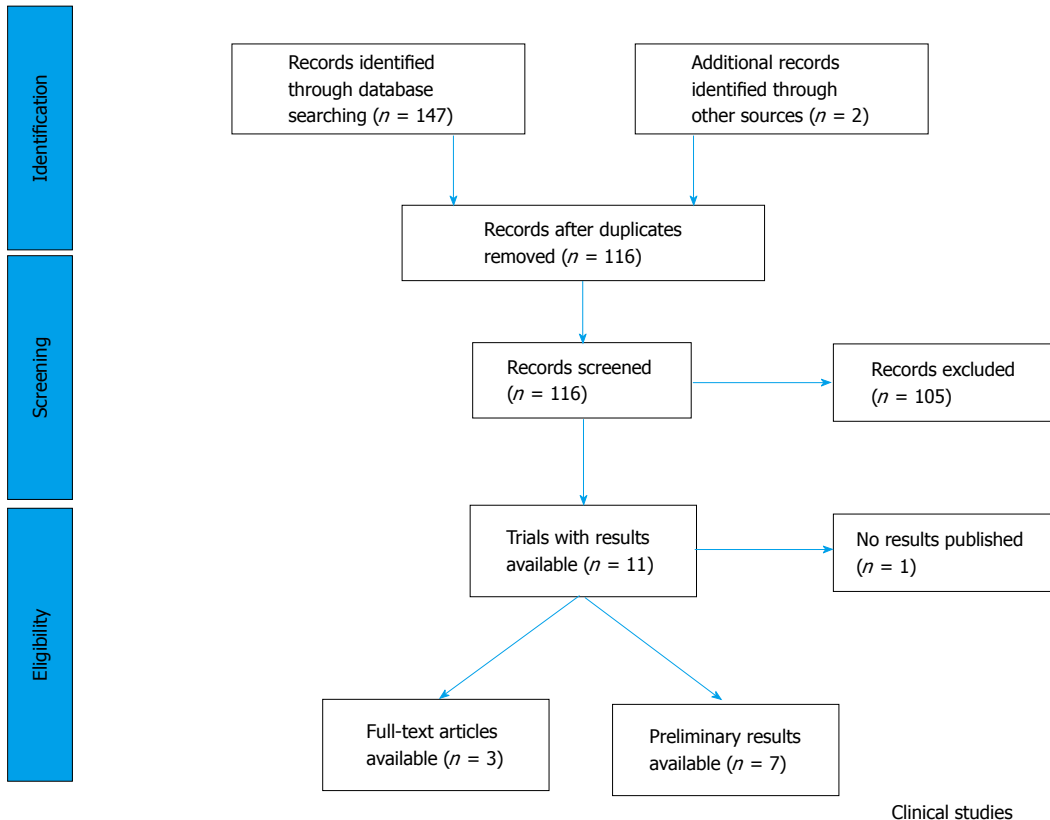 Identification
Records identified
through database
searching (n = 147)
Additional records
identified through
other sources (n = 2)
Records after duplicates
removed (n = 116)
Screening
Records screened
(n = 116)
Records excluded
(n = 105)
Eligibility
Trials with results
available (n = 11)
No results published
(n = 1)
Full-text articles
available (n = 3)
Preliminary results
available (n = 7)
Clinical studies